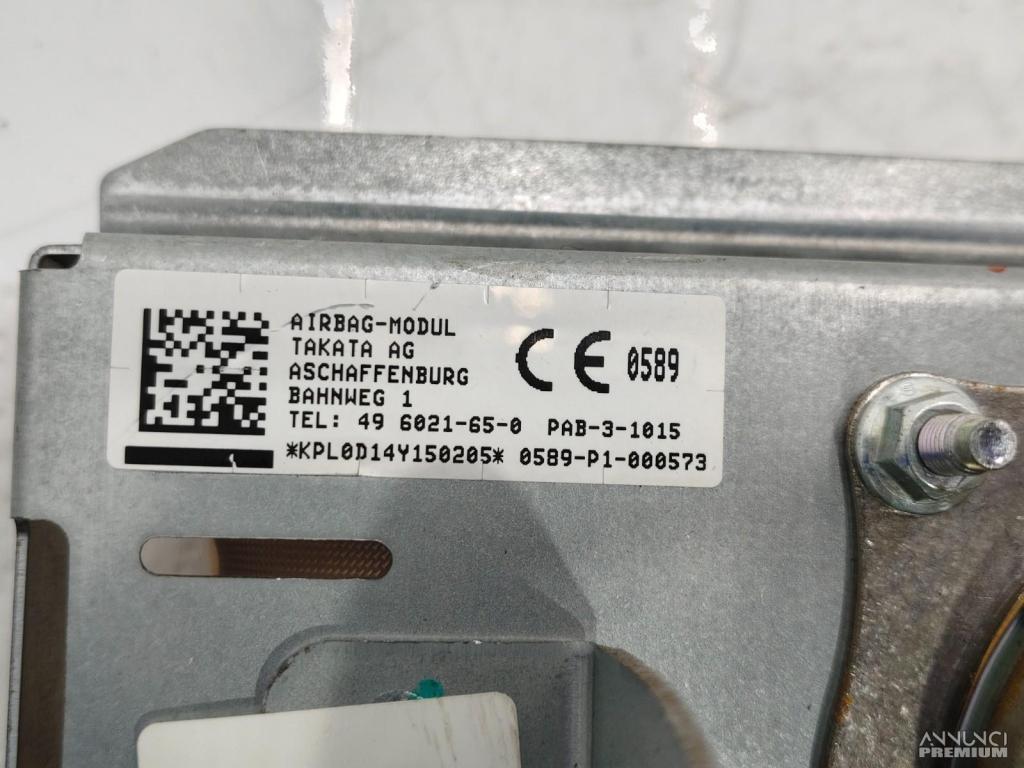 AIRBAG-MODUL
TAKATA AG
ASCHAFFENBURG
BAHNWEG 1
TEL: 49 6021-65-0 PAB-3-1015
*KPL0D14Y150205* 0589-P1-000573
CE 0589
ANNUNCI
PREMIUM